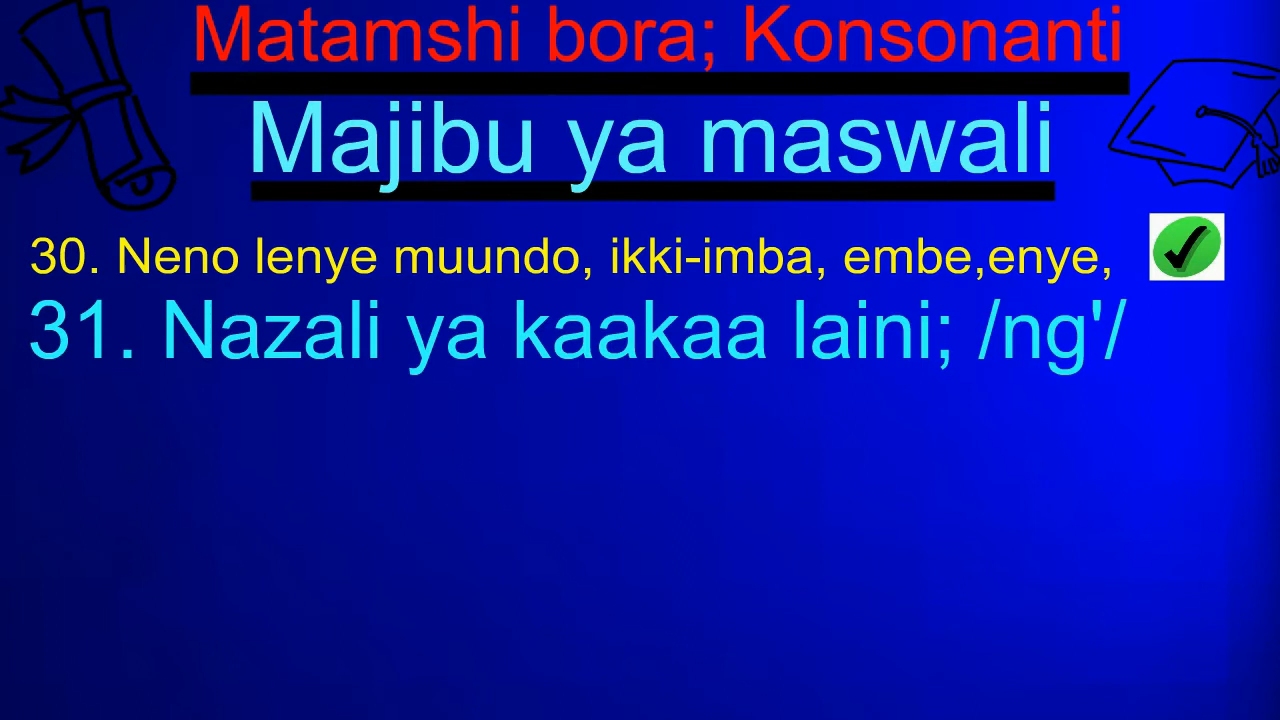 Matamshi bora; Konsonanti
Majibu ya maswali
30. Neno lenye muundo, ikki-imba, embe,enye,
31. Nazali ya kaakaa laini; /ng'/